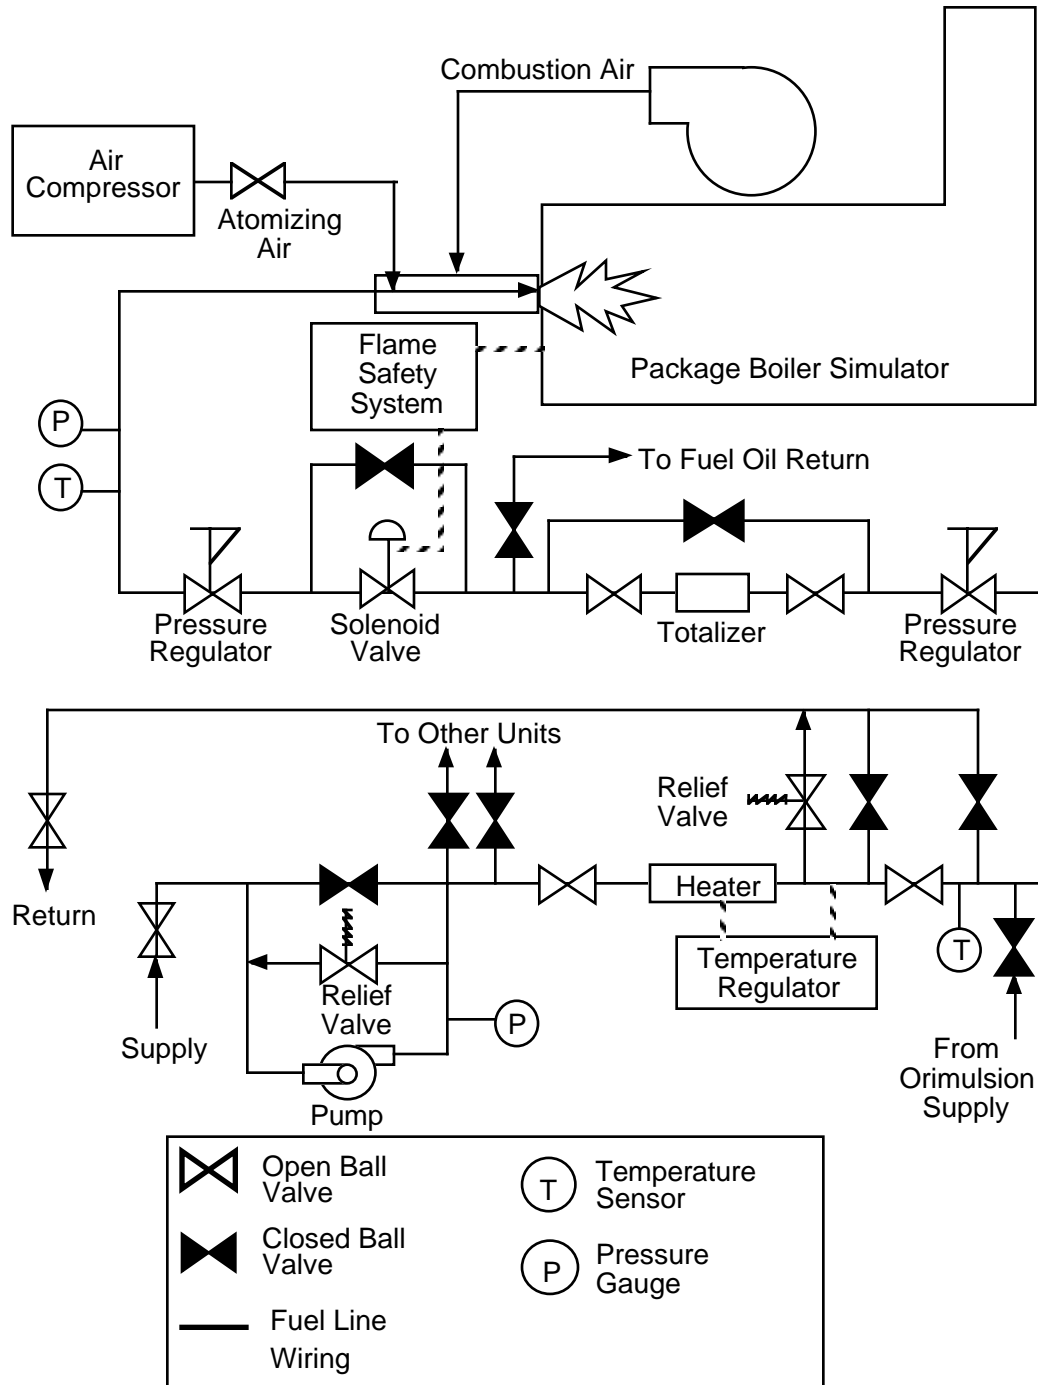 Combustion Air
Air
Compressor
Atomizing
Air
Flame
Safety
System
Package Boiler Simulator
P
T
To Fuel Oil Return
Pressure
Regulator
Solenoid
Valve
Totalizer
Pressure
Regulator
To Other Units
Relief
Valve
Return
Heater
Supply
Relief
Valve
P
Temperature
Regulator
T
Pump
From
Orimulsion
Supply
Open Ball
Valve
T
Temperature
Sensor
Closed Ball
Valve
P
Pressure
Gauge
Fuel Line
Wiring